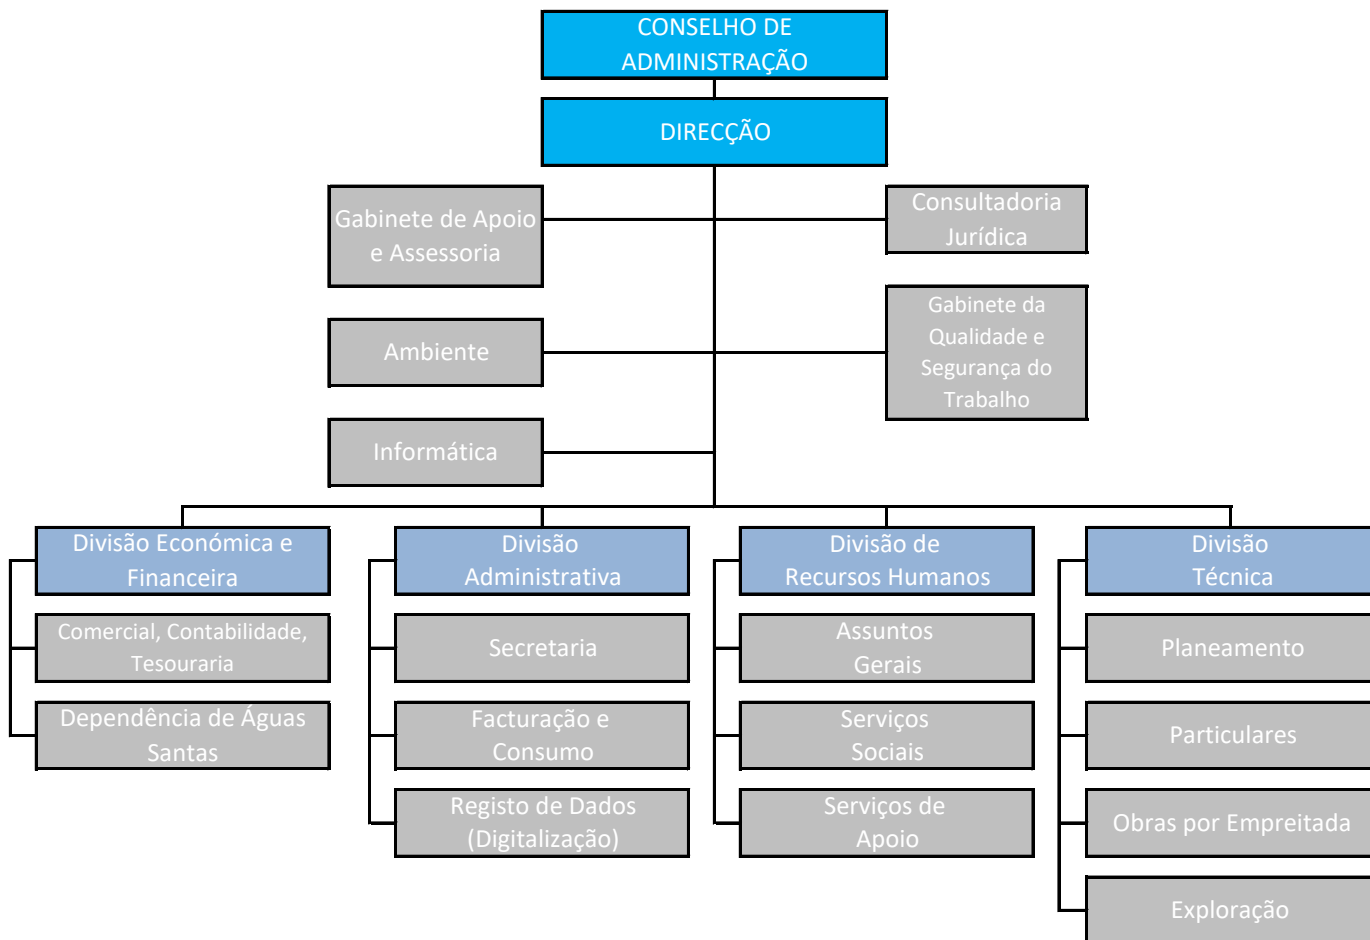 CONSELHO DE
ADMINISTRAÇÃO
DIRECÇÃO
Gabinete de Apoio
e Assessoria
Consultadoria
Jurídica
Ambiente
Gabinete da
Qualidade e
Segurança do
Trabalho
Informática
Divisão Económica e
Financeira
Comercial, Contabilidade,
Tesouraria
Dependência de Águas
Santas
Divisão
Administrativa
Secretaria
Facturação e
Consumo
Registo de Dados
(Digitalização)
Divisão de
Recursos Humanos
Assuntos
Gerais
Serviços
Sociais
Serviços de
Apoio
Divisão
Técnica
Planeamento
Particulares
Obras por Empreitada
Exploração